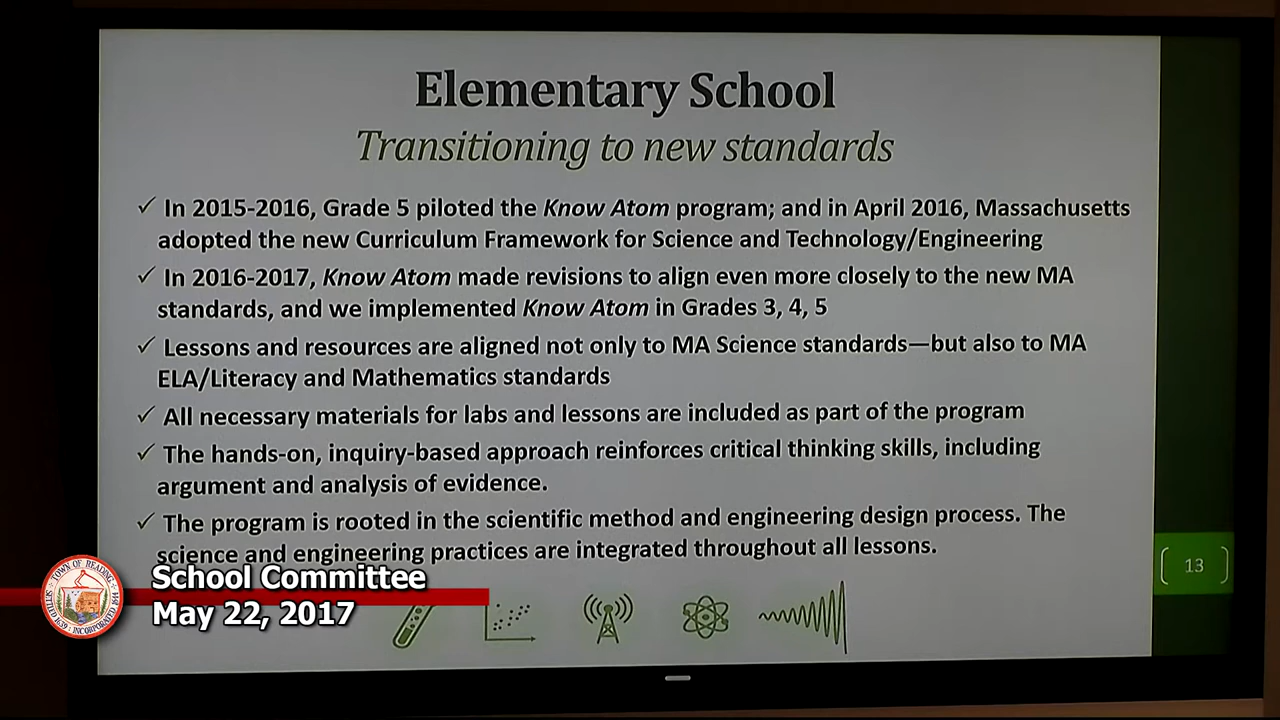 Elementary School
Transitioning to new standards
✓ In 2015-2016, Grade 5 piloted the Know Atom program; and in April 2016, Massachusetts
adopted the new Curriculum Framework for Science and Technology/Engineering
✓ In 2016-2017, Know Atom made revisions to align even more closely to the new MA
standards, and we implemented Know Atom in Grades 3, 4, 5
✓ Lessons and resources are aligned not only to MA Science standards—but also to MA
ELA/Literacy and Mathematics standards
✓ All necessary materials for labs and lessons are included as part of the program
✓ The hands-on, inquiry-based approach reinforces critical thinking skills, including
argument and analysis of evidence.
✓ The program is rooted in the scientific method and engineering design process. The
science and engineering practices are integrated throughout all lessons.
13
TOWN OF READING
SETTLED 1639 · INCORPORATED 1644
School Committee
May 22, 2017